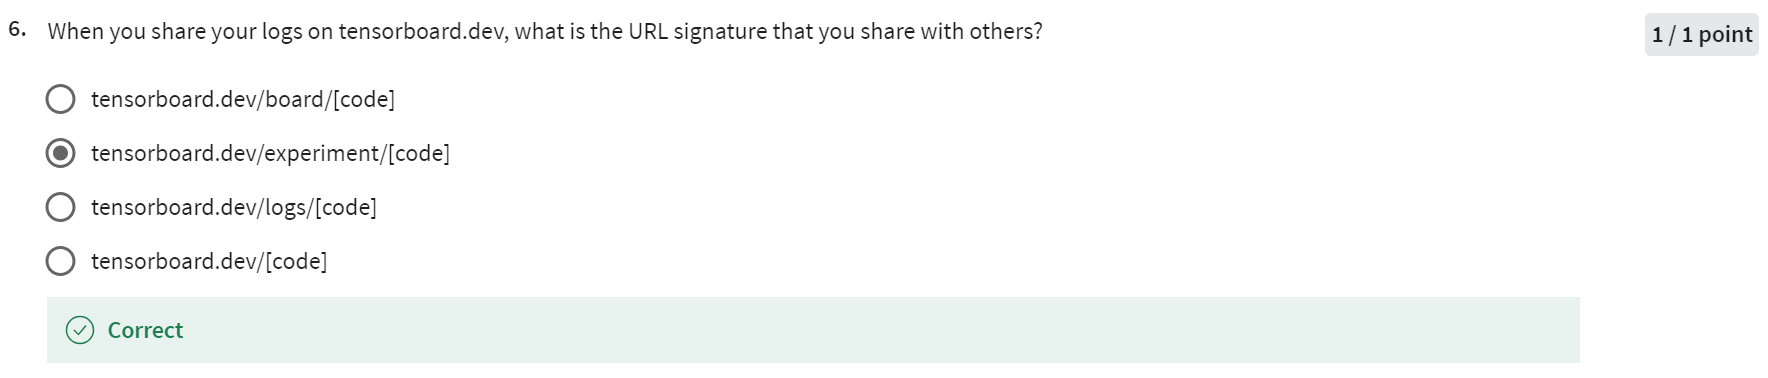 6. When you share your logs on tensorboard.dev, what is the URL signature that you share with others?
1 / 1 point
tensorboard.dev/board/[code]
tensorboard.dev/experiment/[code]
tensorboard.dev/logs/[code]
tensorboard.dev/[code]
Correct